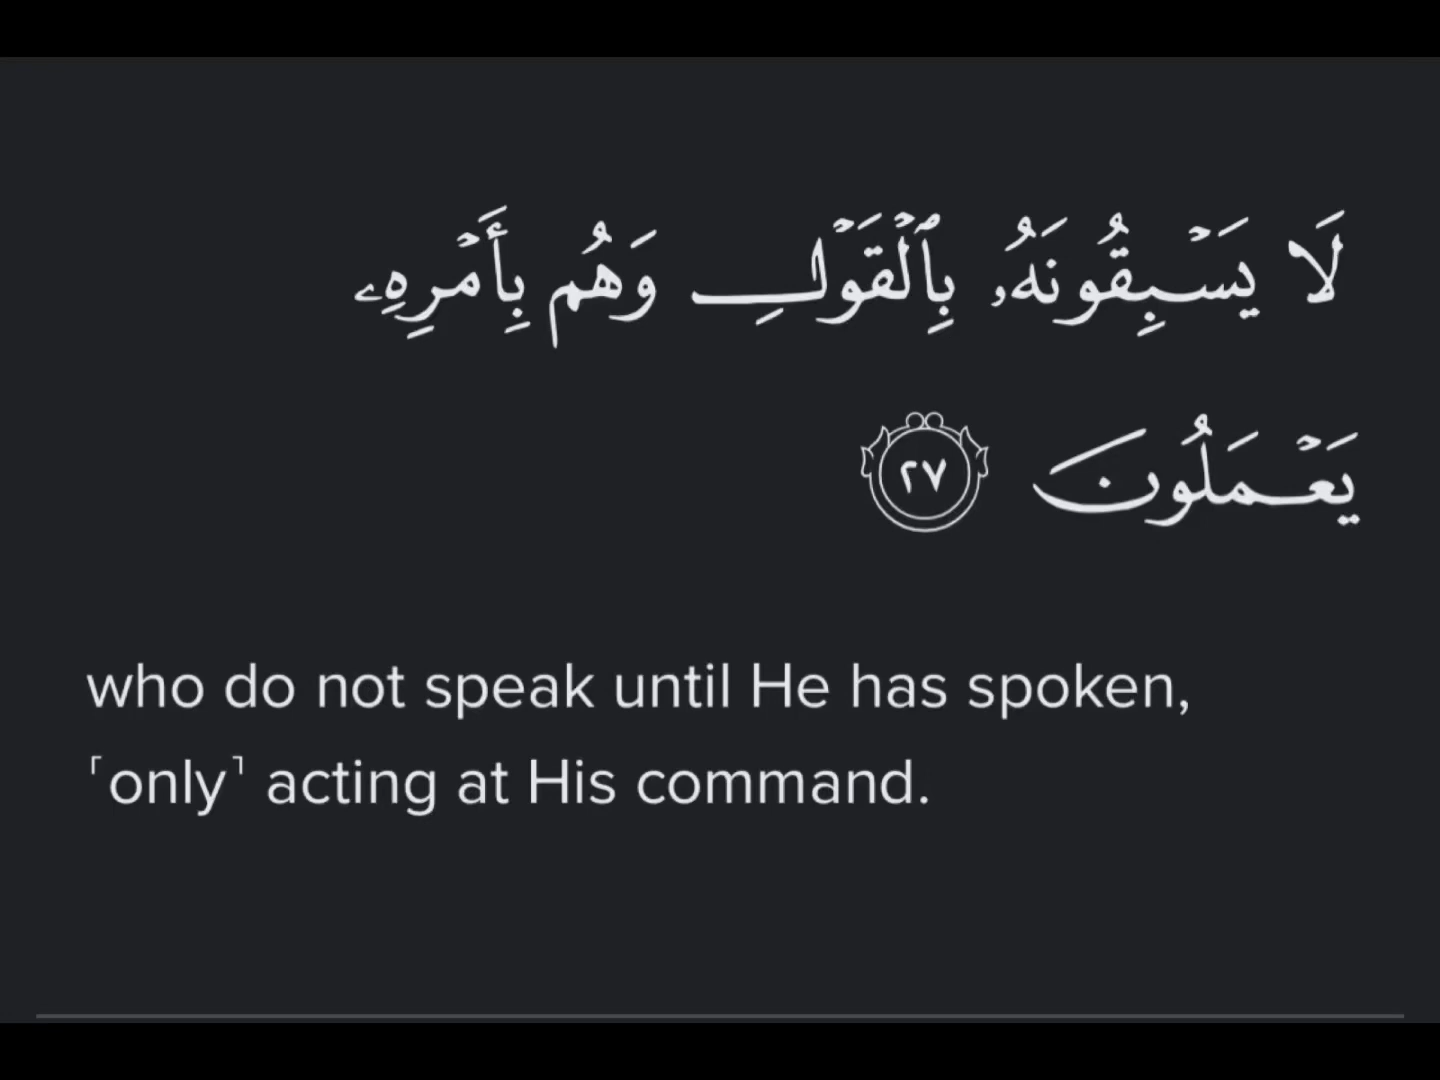 لَا يَسْبِقُونَهُۥ بِٱلْقَوْلِ وَهُم بِأَمْرِهِۦ
يَعْمَلُونَ ٢٧
who do not speak until He has spoken,
˹only˺ acting at His command.